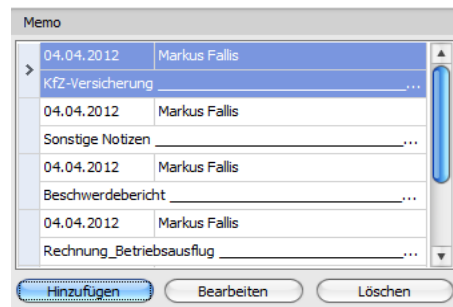 Memo
04.04.2012 Markus Fallis
KfZ-Versicherung ...
04.04.2012 Markus Fallis
Sonstige Notizen ...
04.04.2012 Markus Fallis
Beschwerdebericht ...
04.04.2012 Markus Fallis
Rechnung_Betriebsausflug ...
Hinzufügen Bearbeiten Löschen